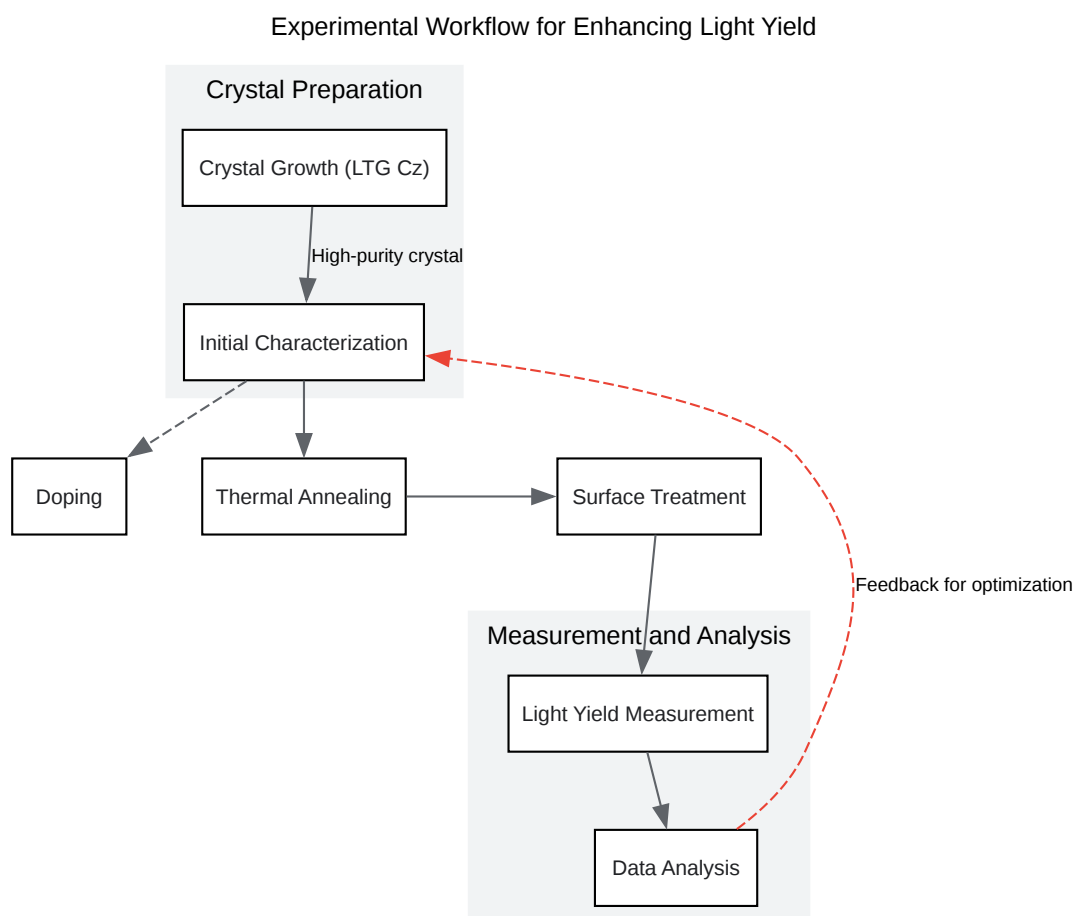 Experimental Workflow for Enhancing Light Yield
Crystal Preparation
Crystal Growth (LTG Cz)
High-purity crystal
Initial Characterization
Doping
Thermal Annealing
Surface Treatment
Feedback for optimization
Measurement and Analysis
Light Yield Measurement
Data Analysis